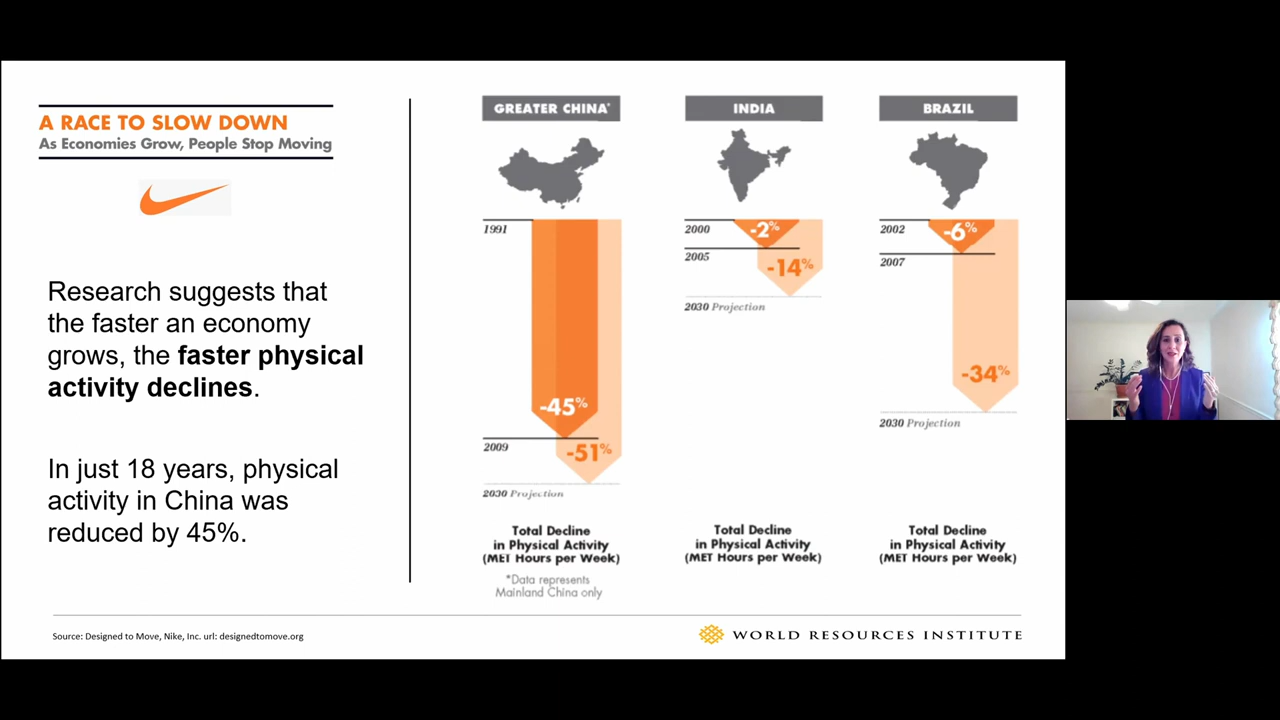 A RACE TO SLOW DOWN
As Economies Grow, People Stop Moving
Research suggests that
the faster an economy
grows, the faster physical
activity declines.
In just 18 years, physical
activity in China was
reduced by 45%.
GREATER CHINA*
1991
-45%
2009
-51%
2030 Projection
Total Decline
in Physical Activity
(MET Hours per Week)
*Data represents
Mainland China only
INDIA
2000
-2%
2005
-14%
2030 Projection
Total Decline
in Physical Activity
(MET Hours per Week)
BRAZIL
2002
-6%
2007
-34%
2030 Projection
Total Decline
in Physical Activity
(MET Hours per Week)
Source: Designed to Move, Nike, Inc. url: designedtomove.org
WORLD RESOURCES INSTITUTE